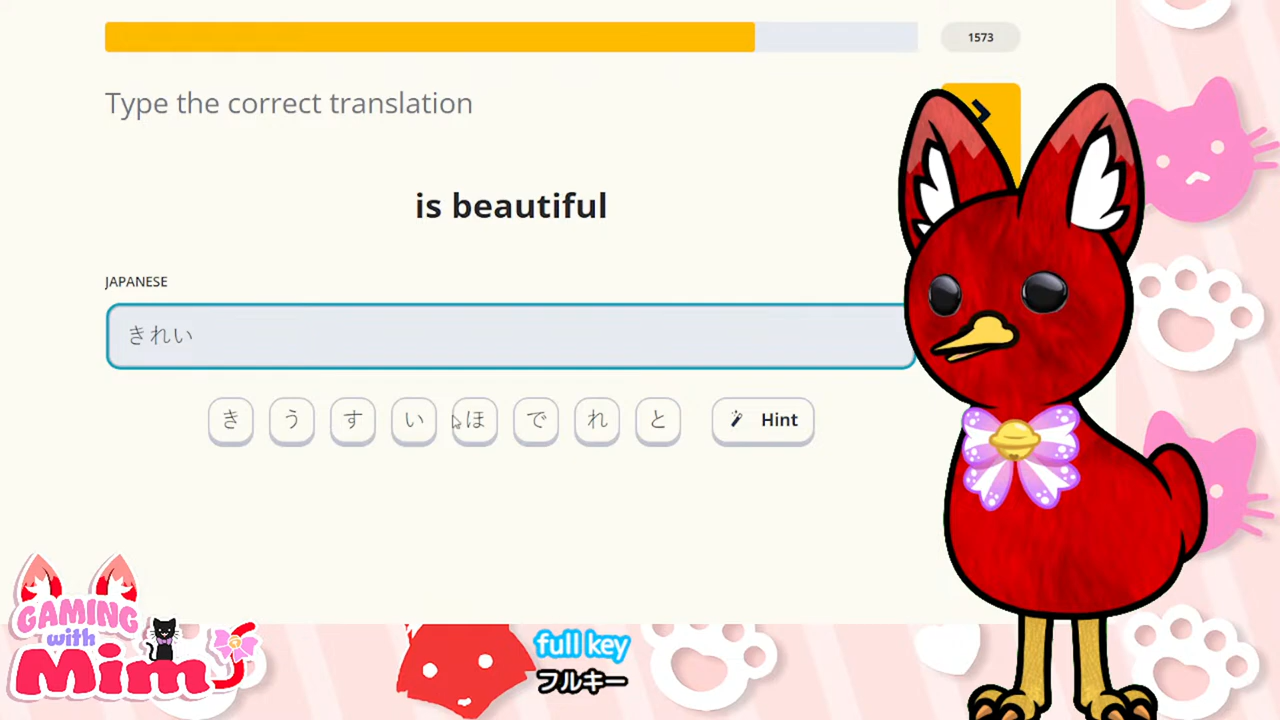 1573
Type the correct translation
is beautiful
JAPANESE
きれい
き う す い ほ で れ と Hint
GAMING
with
Mim
full key
フルキー